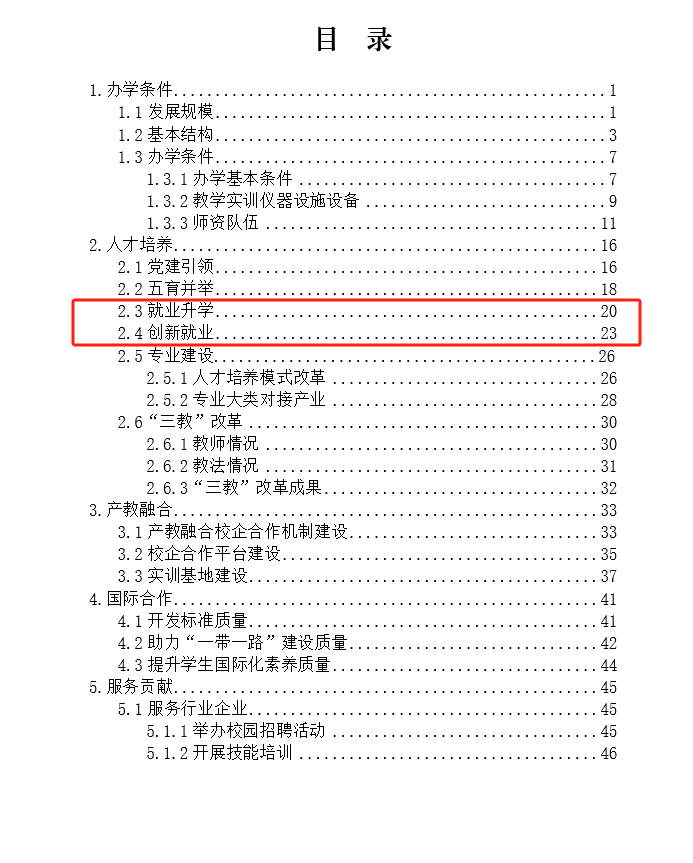 目 录
1.办学条件..................................................1
1.1 发展规模..............................................1
1.2 基本结构..............................................3
1.3 办学条件..............................................7
1.3.1 办学基本条件 ....................................7
1.3.2 教学实训仪器设施设备 ............................9
1.3.3 师资队伍 ........................................11
2.人才培养..................................................16
2.1 党建引领..............................................16
2.2 五育并举..............................................18
2.3 就业升学..............................................20
2.4 创新就业..............................................23
2.5 专业建设..............................................26
2.5.1 人才培养模式改革 ................................26
2.5.2 专业大类对接产业 ................................28
2.6“三教”改革 ..........................................30
2.6.1 教师情况 ........................................30
2.6.2 教法情况 ........................................31
2.6.3“三教”改革成果.................................32
3.产教融合..................................................33
3.1 产教融合校企合作机制建设..............................33
3.2 校企合作平台建设......................................35
3.3 实训基地建设..........................................37
4.国际合作..................................................41
4.1 开发标准质量..........................................41
4.2 助力“一带一路”建设质量..............................42
4.3 提升学生国际化素养质量................................44
5.服务贡献..................................................45
5.1 服务行业企业..........................................45
5.1.1 举办校园招聘活动 ................................45
5.1.2 开展技能培训 ....................................46